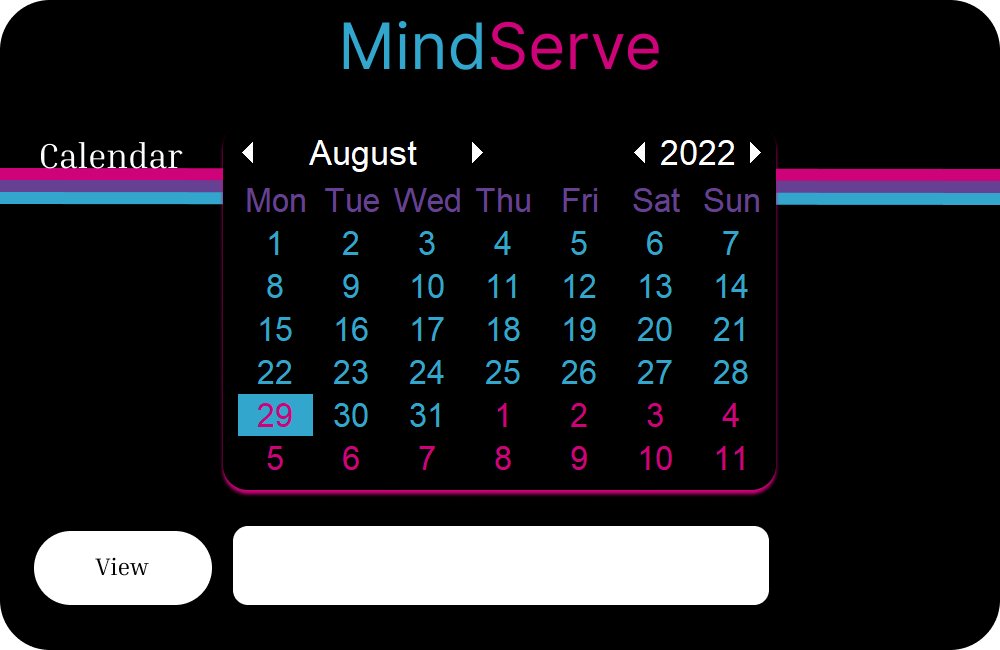 MindServe
Calendar
August 2022
Mon Tue Wed Thu Fri Sat Sun
1 2 3 4 5 6 7
8 9 10 11 12 13 14
15 16 17 18 19 20 21
22 23 24 25 26 27 28
29 30 31 1 2 3 4
5 6 7 8 9 10 11
View